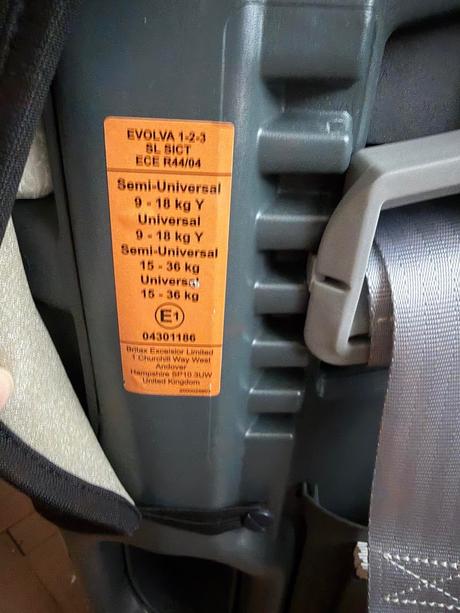 EVOLVA 1-2-3
SL SICT
ECE R44/04
Semi-Universal
9 - 18 kg Y
Universal
9 - 18 kg Y
Semi-Universal
15 - 36 kg
Universal
15 - 36 kg
E1
04301186
Britax Excelsior Limited
1 Churchill Way West
Andover
Hampshire SP10 3UW
United Kingdom